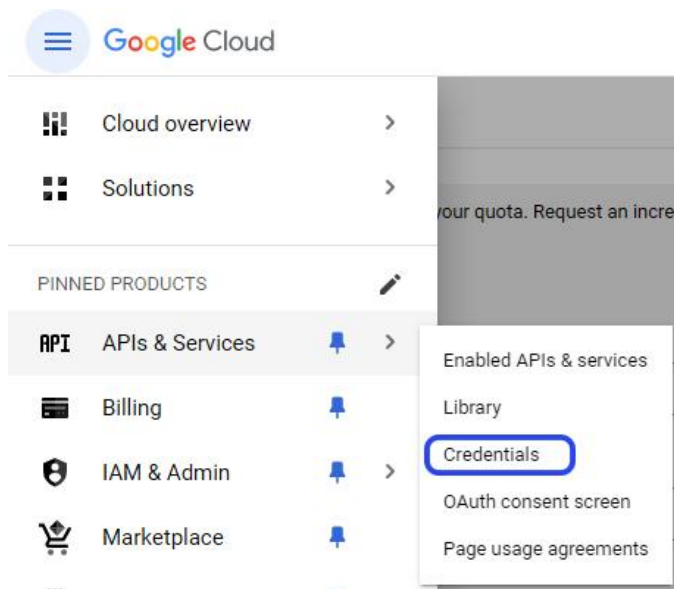 Google Cloud
Cloud overview
Solutions
your quota. Request an incre
PINNED PRODUCTS
API APIs & Services
Enabled APIs & services
Billing
Library
Credentials
IAM & Admin
OAuth consent screen
Marketplace
Page usage agreements